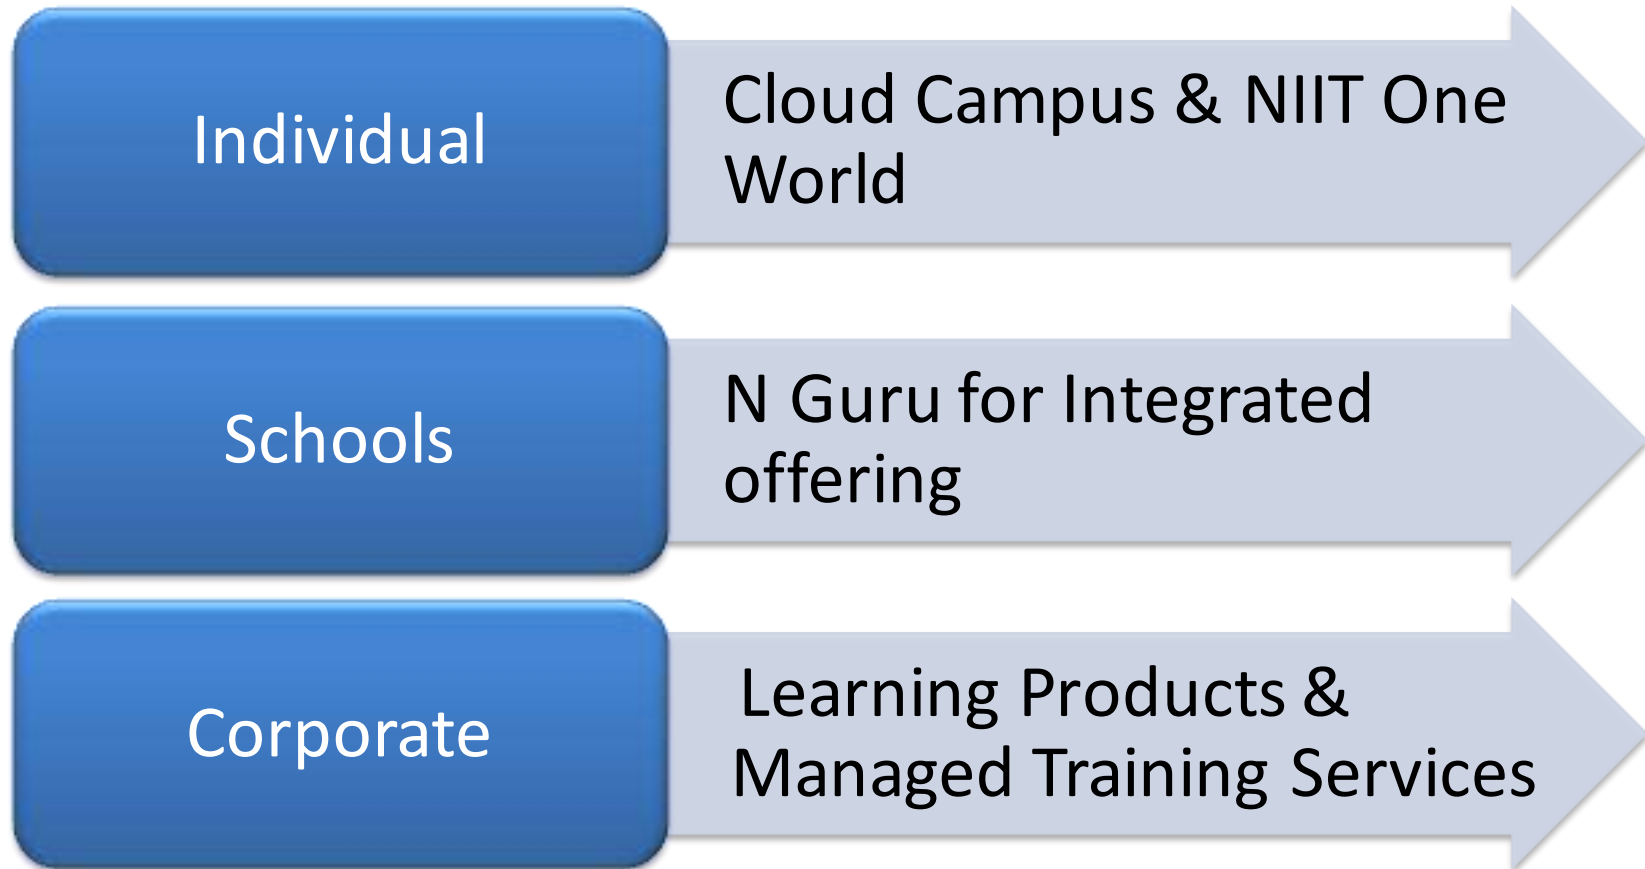 Individual
Cloud Campus & NIIT One
World
Schools
N Guru for Integrated
offering
Corporate
Learning Products &
Managed Training Services